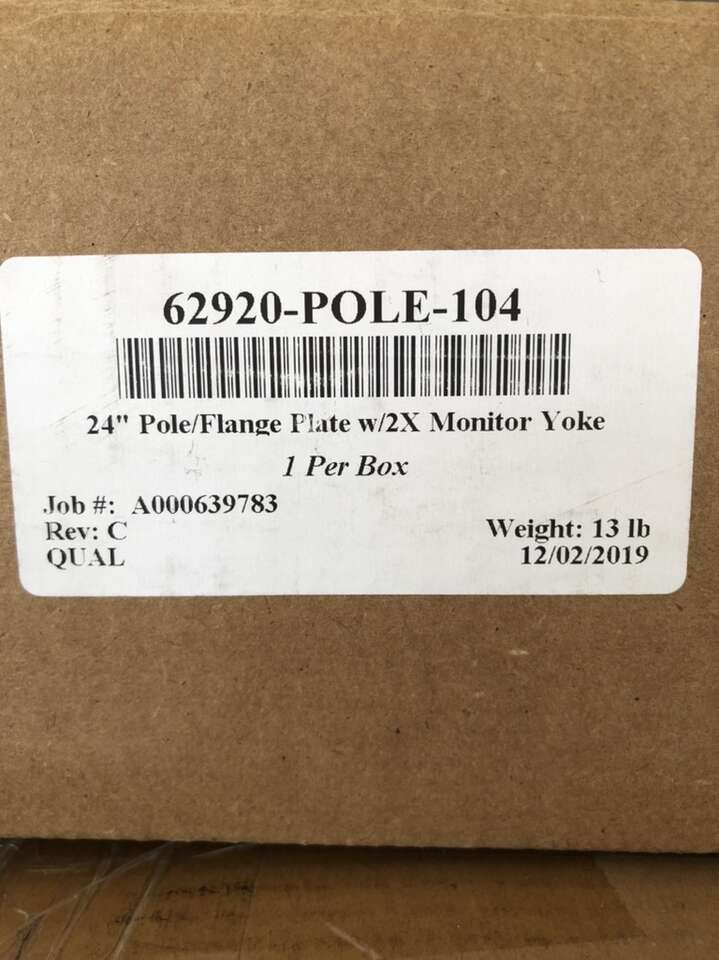 62920-POLE-104
24" Pole/Flange Plate w/2X Monitor Yoke
1 Per Box
Job #: A000639783
Rev: C
Weight: 13 lb
QUAL
12/02/2019